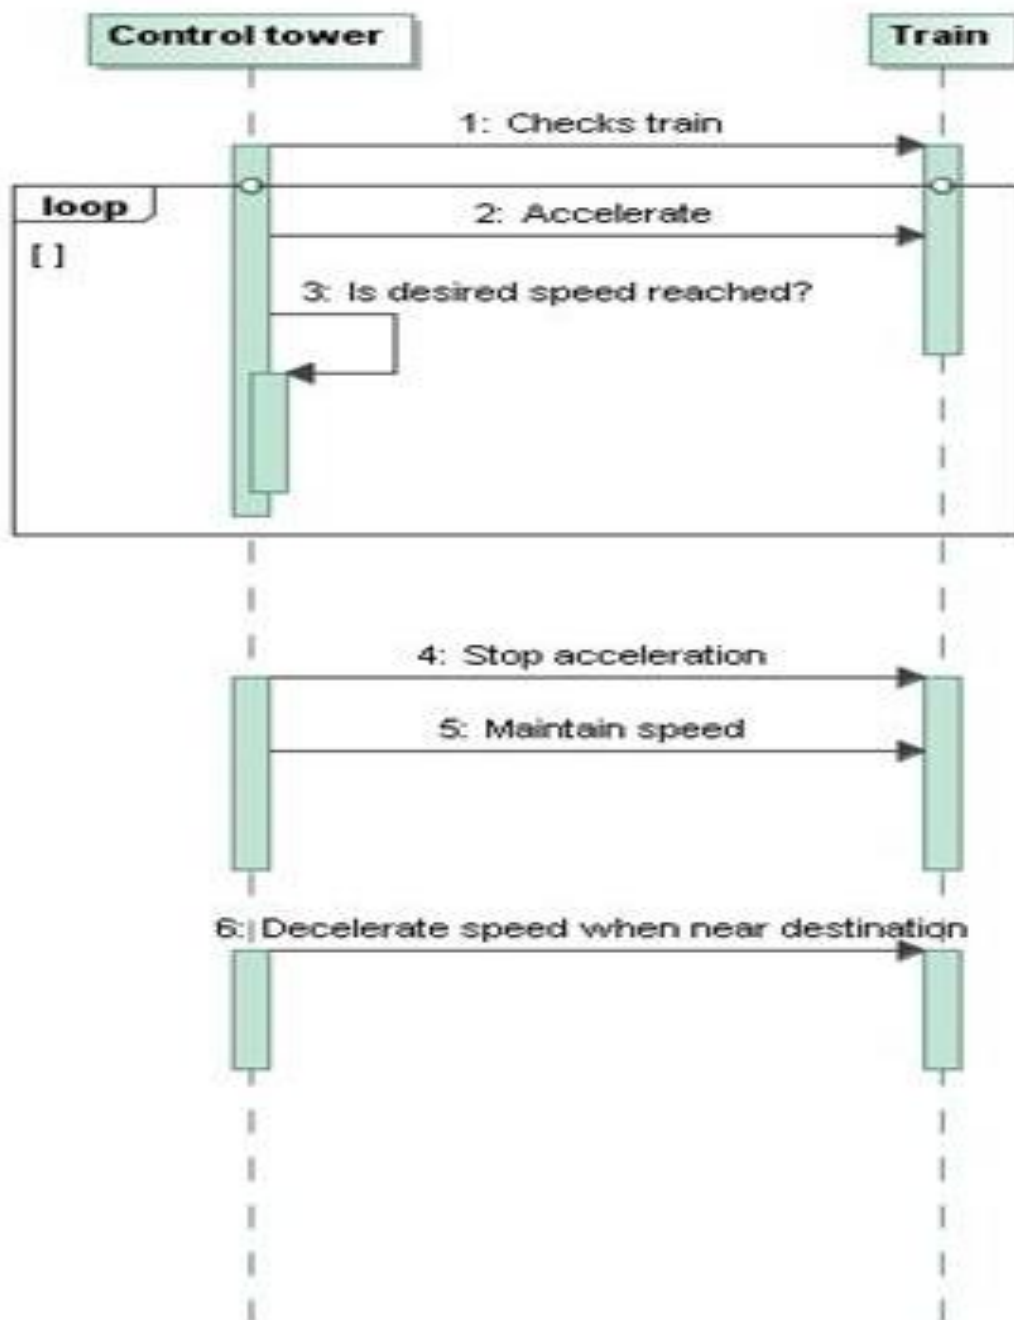 Control tower
Train
1: Checks train
loop
2: Accelerate
[ ]
3: Is desired speed reached?
4: Stop acceleration
5: Maintain speed
6: Decelerate speed when near destination